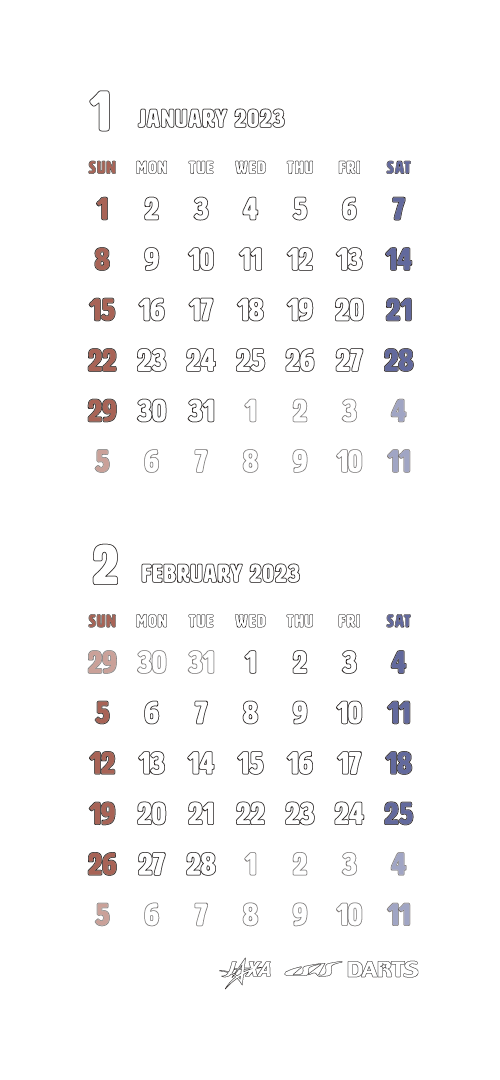 1 JANUARY 2023
SUN MON TUE WED THU FRI SAT
1 2 3 4 5 6 7
8 9 10 11 12 13 14
15 16 17 18 19 20 21
22 23 24 25 26 27 28
29 30 31 1 2 3 4
5 6 7 8 9 10 11
2 FEBRUARY 2023
SUN MON TUE WED THU FRI SAT
29 30 31 1 2 3 4
5 6 7 8 9 10 11
12 13 14 15 16 17 18
19 20 21 22 23 24 25
26 27 28 1 2 3 4
5 6 7 8 9 10 11
JAXA DARTS